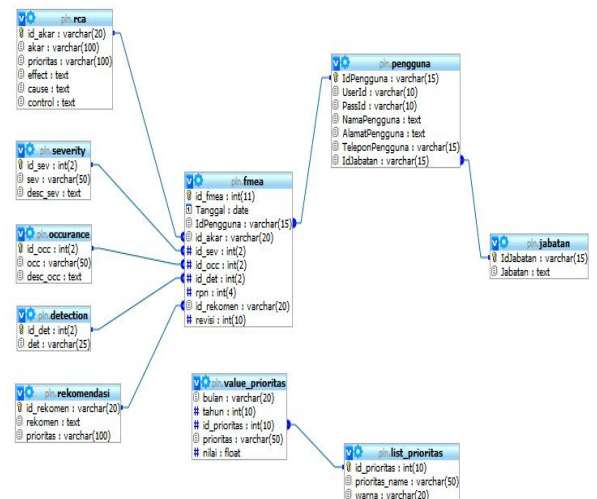 pln.rca
id_akar : varchar(20)
akar : varchar(100)
prioritas : varchar(100)
effect : text
cause : text
control : text
pln.severity
id_sev : int(2)
sev : varchar(50)
desc_sev : text
pln.occurance
id_occ : int(2)
occ : varchar(50)
desc_occ : text
pln.detection
id_det : int(2)
det : varchar(25)
pln.rekomendasi
id_rekomen : varchar(20)
rekomen : text
prioritas : varchar(100)
pln.fmea
id_fmea : int(11)
Tanggal : date
IdPengguna : varchar(15)
id_akar : varchar(20)
# id_sev : int(2)
# id_occ : int(2)
# id_det : int(2)
# rpn : int(4)
id_rekomen : varchar(20)
# revisi : int(10)
pln.value_prioritas
bulan : varchar(20)
# tahun : int(10)
# id_prioritas : int(10)
prioritas : varchar(50)
# nilai : float
pln.pengguna
IdPengguna : varchar(15)
UserId : varchar(10)
PassId : varchar(10)
NamaPengguna : text
AlamatPengguna : text
TeleponPengguna : varchar(15)
IdJabatan : varchar(15)
pln.jabatan
IdJabatan : varchar(15)
Jabatan : text
pln.list_prioritas
id_prioritas : int(10)
prioritas_name : varchar(50)
warna : varchar(20)